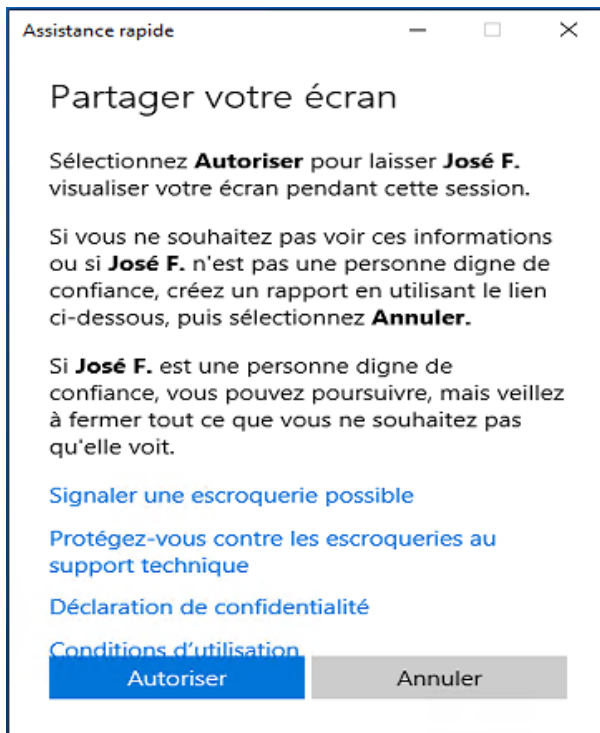 Assistance rapide
Partager votre écran
Sélectionnez Autoriser pour laisser José F.
visualiser votre écran pendant cette session.
Si vous ne souhaitez pas voir ces informations
ou si José F. n'est pas une personne digne de
confiance, créez un rapport en utilisant le lien
ci-dessous, puis sélectionnez Annuler.
Si José F. est une personne digne de
confiance, vous pouvez poursuivre, mais veillez
à fermer tout ce que vous ne souhaitez pas
qu'elle voit.
Signaler une escroquerie possible
Protégez-vous contre les escroqueries au
support technique
Déclaration de confidentialité
Conditions d'utilisation
Autoriser Annuler